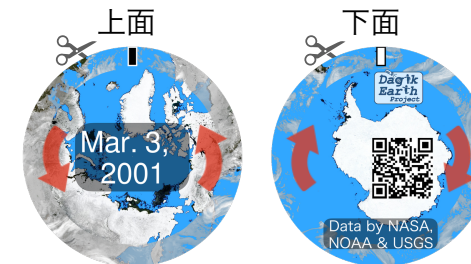 上面
下面
Mar. 3,
2001
Dagik
Earth
Project
Data by NASA,
NOAA & USGS